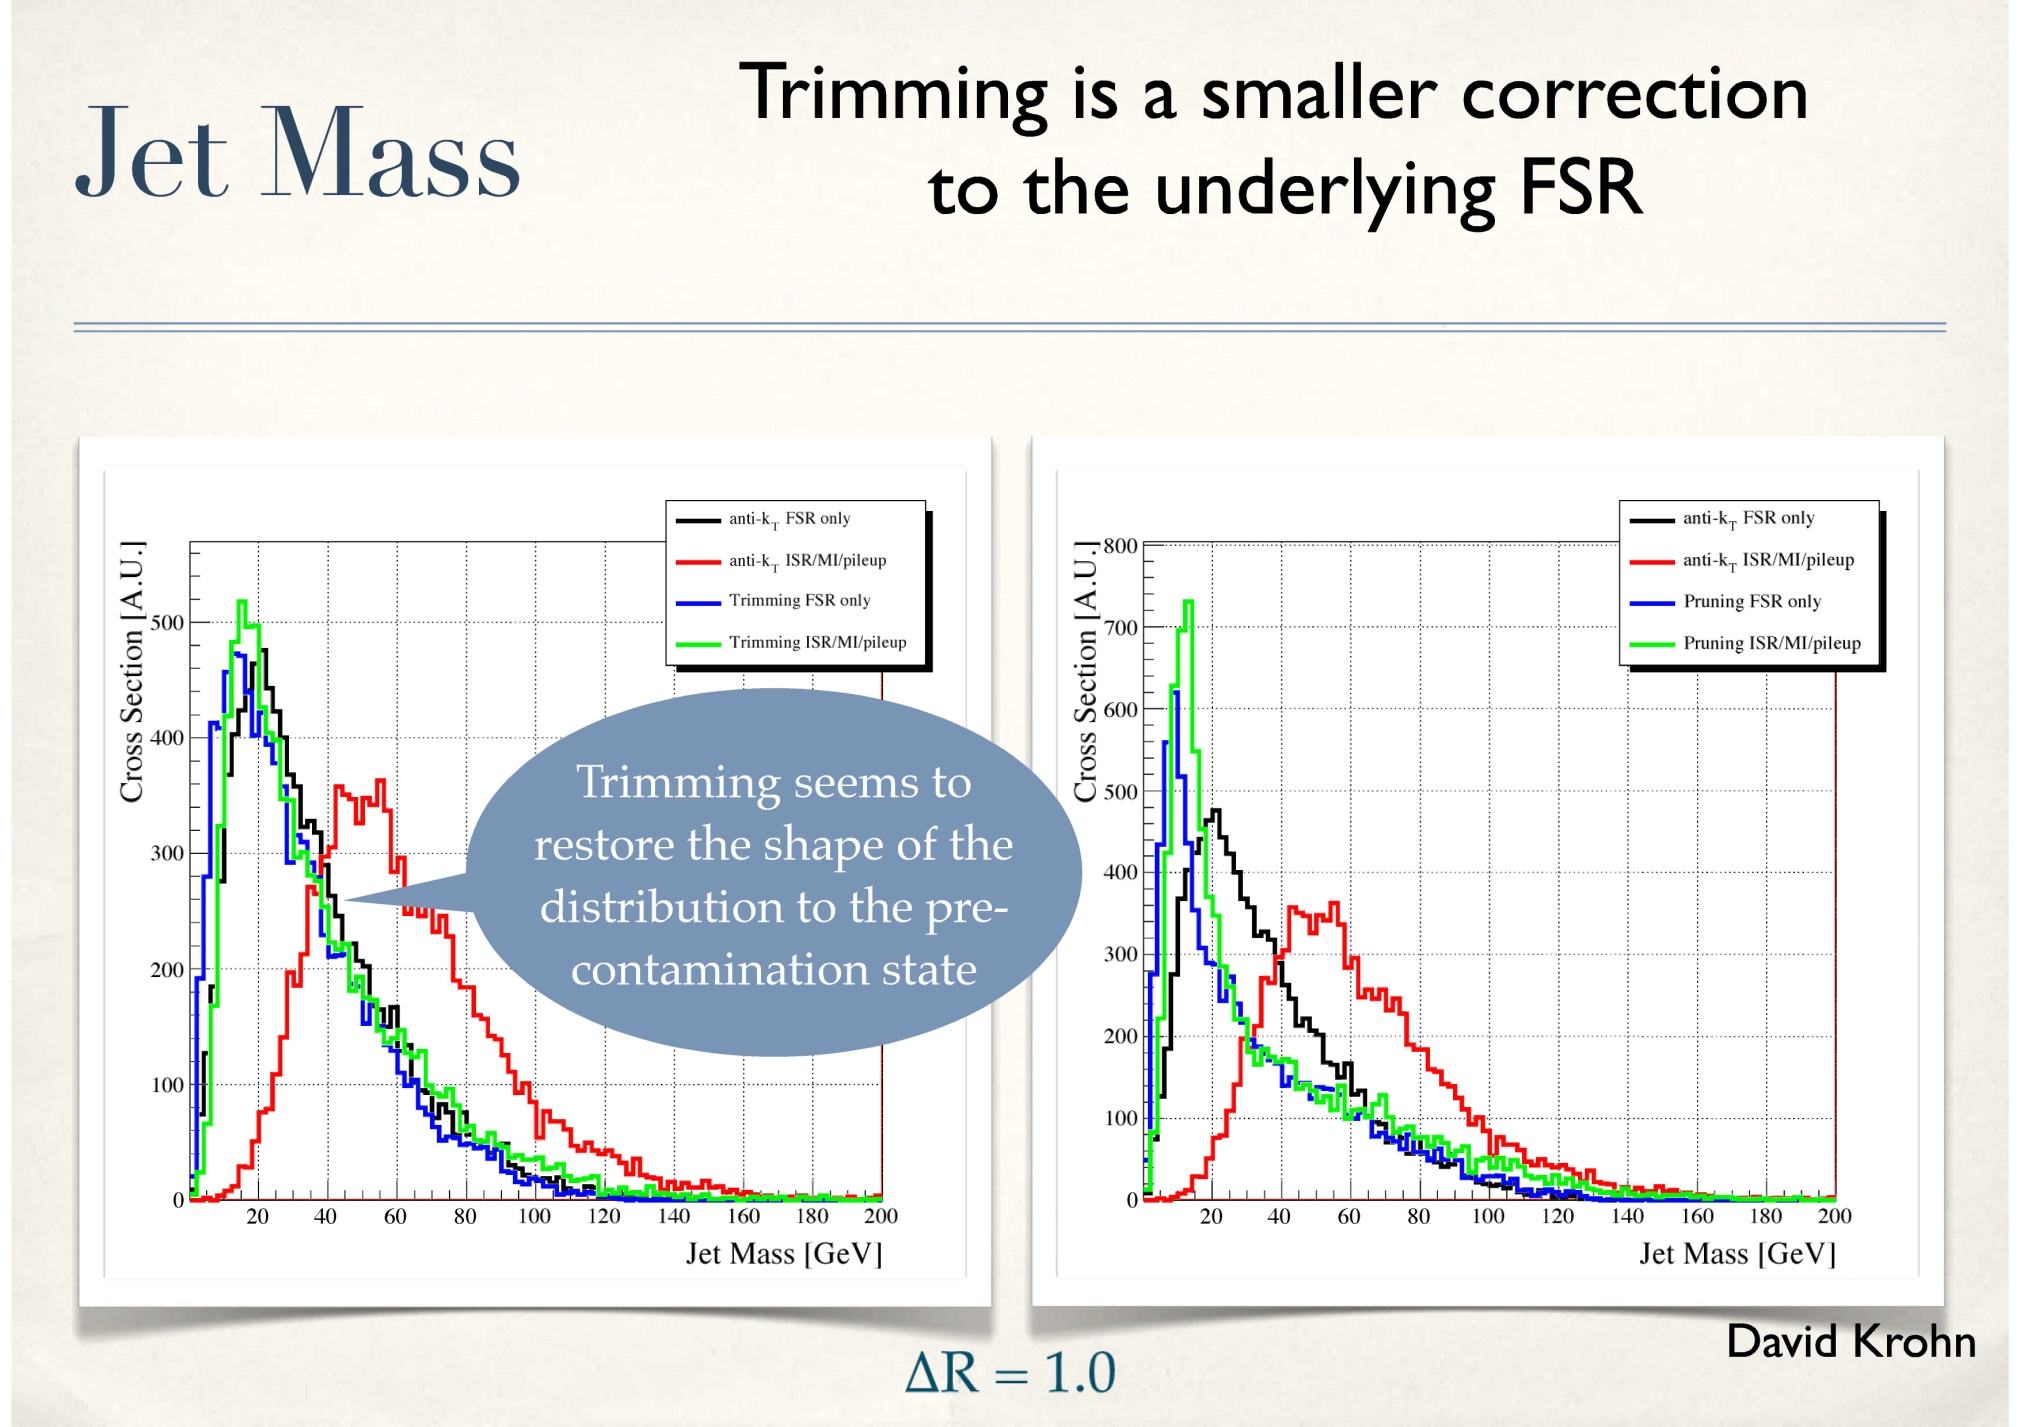 Jet Mass
Trimming is a smaller correction
to the underlying FSR
anti-k_T FSR only
anti-k_T ISR/MI/pileup
Trimming FSR only
Trimming ISR/MI/pileup
Cross Section [A.U.]
500
400
300
200
100
0
20 40 60 80 100 120 140 160 180 200
Jet Mass [GeV]
Trimming seems to
restore the shape of the
distribution to the pre-
contamination state
anti-k_T FSR only
anti-k_T ISR/MI/pileup
Pruning FSR only
Pruning ISR/MI/pileup
Cross Section [A.U.]
800
700
600
500
400
300
200
100
0
20 40 60 80 100 120 140 160 180 200
Jet Mass [GeV]
David Krohn
ΔR = 1.0